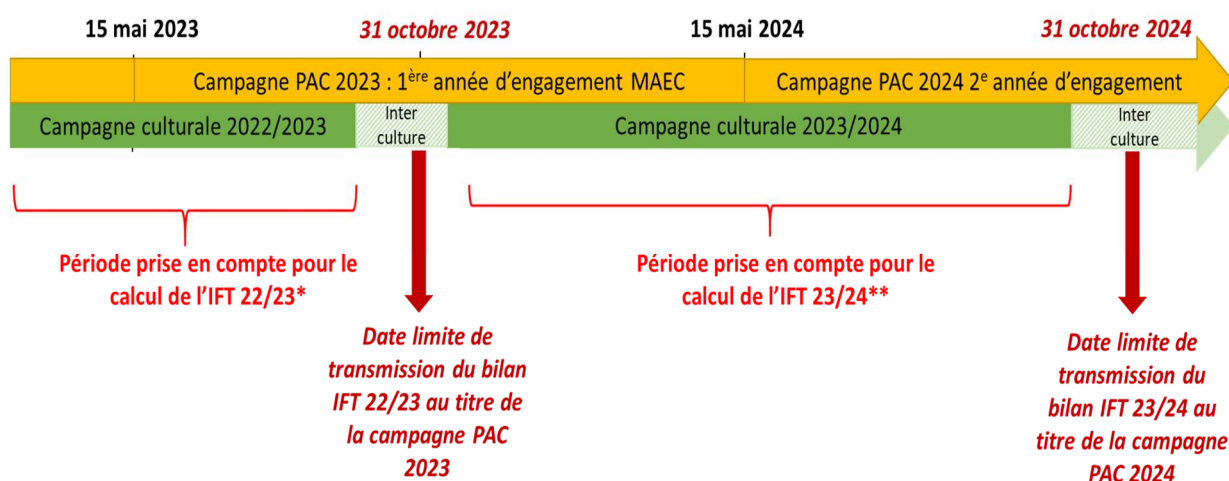 15 mai 2023
31 octobre 2023
15 mai 2024
31 octobre 2024
Campagne PAC 2023 : 1ère année d’engagement MAEC
Campagne PAC 2024 2e année d’engagement
Campagne culturale 2022/2023
Inter
culture
Campagne culturale 2023/2024
Inter
culture
Période prise en compte pour le
calcul de l’IFT 22/23*
Période prise en compte pour le
calcul de l’IFT 23/24**
Date limite de
transmission du bilan
IFT 22/23 au titre de
la campagne PAC
2023
Date limite de
transmission du
bilan IFT 23/24 au
titre de la campagne
PAC 2024